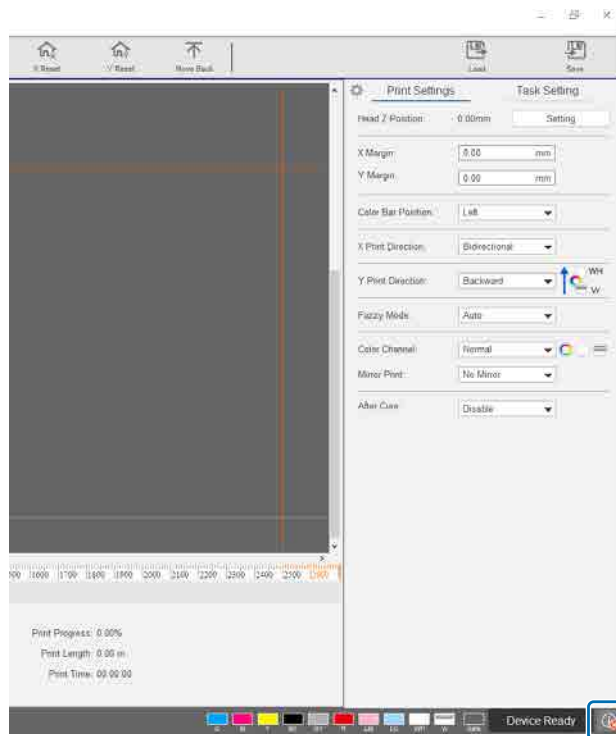 X Reset Y Reset Move Back Load Save
Print Settings Task Setting
Head Z Position: 0.00mm Setting
X Margin: 0.00 mm
Y Margin: 0.00 mm
Color Bar Position: Left
X Print Direction: Bidirectional
Y Print Direction: Backward WH W
Fuzzy Mode: Auto
Color Channel: Normal
Mirror Print: No Mirror
After Cure: Disable
1600 1700 1800 1900 2000 2100 2200 2300 2400 2500
Print Progress: 0.00%
Print Length: 0.00 m
Print Time: 00:00:00
Device Ready